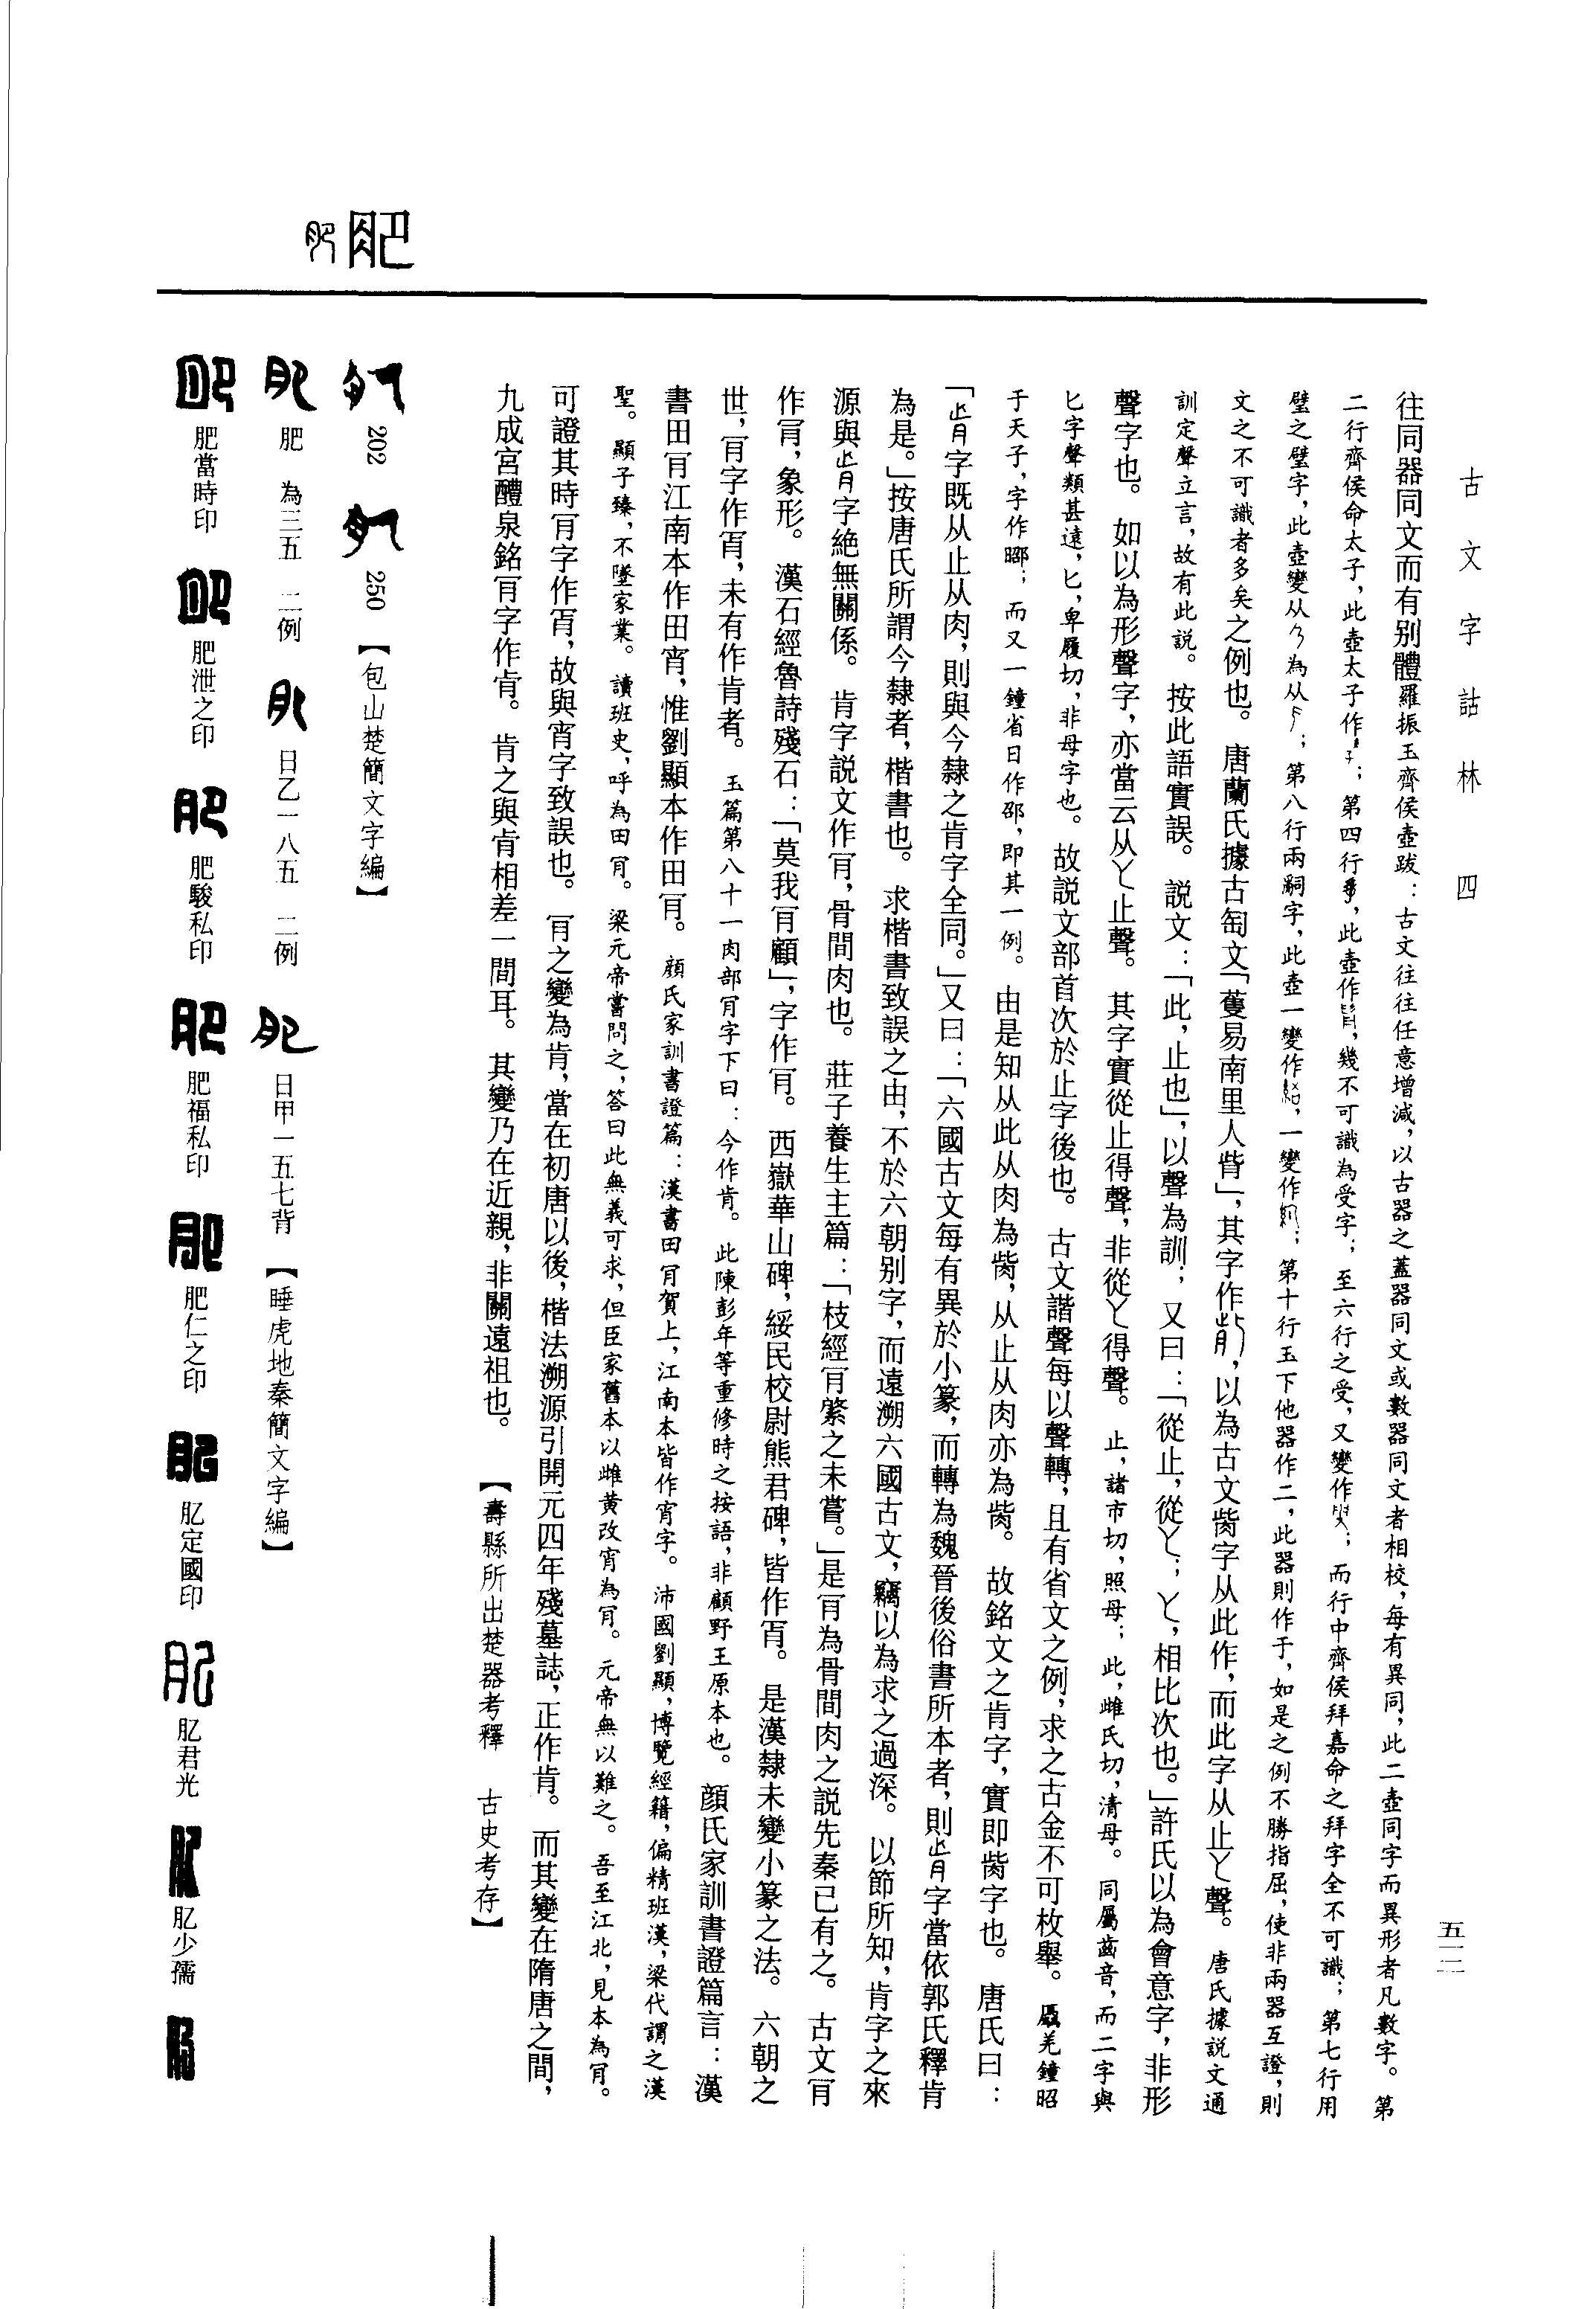 古文字詁林　四
五一二
往同器同文而有別體羅振玉齊侯壺跋：古文往往任意增減，以古器之蓋器同文或數器同文者相校，每有異同，此二壺同字而異形者凡數字。第
二行齊侯命太子，此壺太子作；第四行，此壺作，幾不可識為受字；至六行之受，又變作；而行中齊侯拜嘉命之拜字全不可識；第七行用
璧之璧字，此壺變从為从；第八行兩嗣字，此壺一變作，一變作；第十行玉下他器作二，此器則作于，如是之例不勝指屈，使非兩器互證，則
文之不可識者多矣之例也。唐蘭氏據古匋文「蒦昜南里人㫮」，其字作，以為古文胔字从此作，而此字从止聲。唐氏據說文通
訓定聲立言，故有此說。按此語實誤。說文：「此，止也」，以聲為訓；又曰：「從止，從匕；匕，相比次也。」許氏以為會意字，非形
聲字也。如以為形聲字，亦當云从匕止聲。其字實從止得聲，非從匕得聲。止，諸市切，照母；此，雌氏切，清母。同屬齒音，而二字與
匕字聲類甚遠，匕，卑履切，非母字也。故說文部首次於止字後也。古文諧聲每以聲轉，且有省文之例，求之古金不可枚舉。驫羌鐘昭
于天子，字作；而又一鐘省日作卲，即其一例。由是知从此从肉為胔，从止从肉亦為胔。故銘文之肯字，實即胔字也。唐氏曰：
「字既从止从肉，則與今隸之肯字全同。」又曰：「六國古文每有異於小篆，而轉為魏晉後俗書所本者，則字當依郭氏釋肯
為是。」按唐氏所謂今隸者，楷書也。求楷書致誤之由，不於六朝別字，而遠溯六國古文，竊以為求之過深。以節所知，肯字之來
源與字絕無關係。肯字說文作肎，骨間肉也。莊子養生主篇：「枝經肎綮之未嘗。」是肎為骨間肉之說先秦已有之。古文肎
作肎，象形。漢石經魯詩殘石：「莫我肎顧」，字作肎。西嶽華山碑，綏民校尉熊君碑，皆作肎。是漢隸未變小篆之法。六朝之
世，肎字作肎，未有作肯者。玉篇第八十一肉部肎字下曰：今作肯。此陳彭年等重修時之按語，非顧野王原本也。顏氏家訓書證篇言：漢
書田肎江南本作田宵，惟劉顯本作田肎。顏氏家訓書證篇：漢書田肎賀上，江南本皆作宵字。沛國劉顯，博覽經籍，偏精班漢，梁代謂之漢
聖。顯子臻，不墜家業。讀班史，呼為田肎。梁元帝嘗問之，答曰此無義可求，但臣家舊本以雌黃改宵為肎。元帝無以難之。吾至江北，見本為肎。
可證其時肎字作肎，故與宵字致誤也。肎之變為肯，當在初唐以後，楷法溯源引開元四年殘墓誌，正作肯。而其變在隋唐之間，
九成宮醴泉銘肎字作肯。肯之與肎相差一間耳。其變乃在近親，非關遠祖也。【壽縣所出楚器考釋　古史考存】
肥
202　250　【包山楚簡文字編】
肥　為三五　二例　日乙一八五　二例　日甲一五七背　【睡虎地秦簡文字編】
肥當時印　肥泄之印　肥駿私印　肥福私印　肥仁之印　肊定國印　肊君光　肊少孺